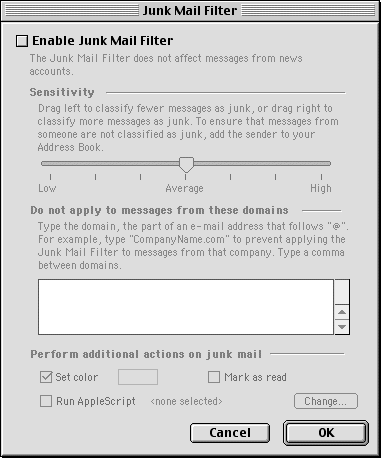 Junk Mail Filter
Enable Junk Mail Filter
The Junk Mail Filter does not affect messages from news
accounts.
Sensitivity
Drag left to classify fewer messages as junk, or drag right to
classify more messages as junk. To ensure that messages from
someone are not classified as junk, add the sender to your
Address Book.
Low Average High
Do not apply to messages from these domains
Type the domain, the part of an e-mail address that follows "@".
For example, type "CompanyName.com" to prevent applying the
Junk Mail Filter to messages from that company. Type a comma
between domains.
Perform additional actions on junk mail
Set color Mark as read
Run AppleScript <none selected> Change...
Cancel OK